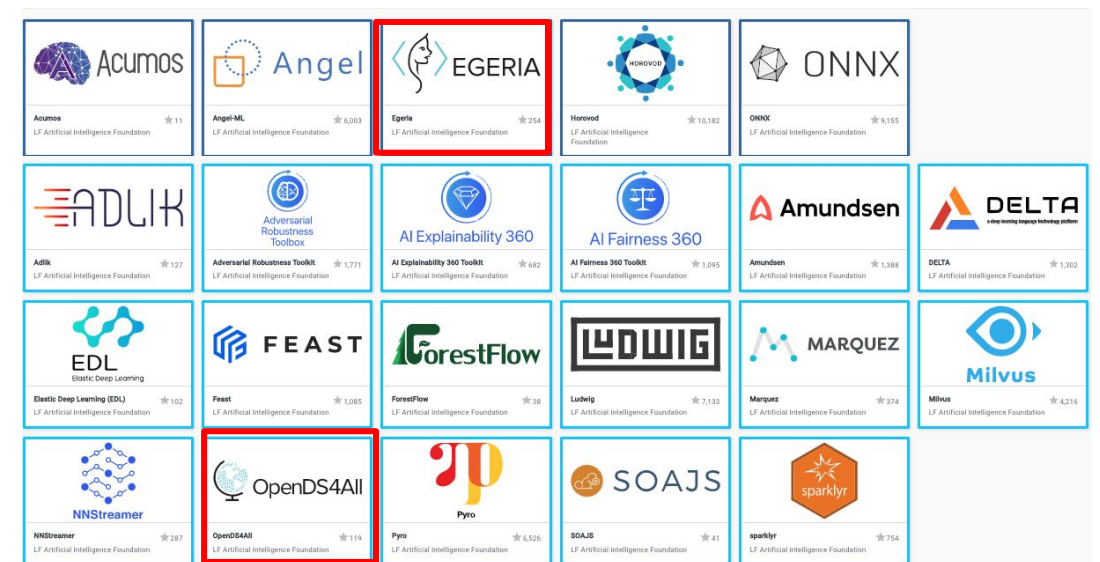 Acumos
Acumos
11
LF Artificial Intelligence Foundation
Angel
Angel-ML
6,003
LF Artificial Intelligence Foundation
EGERIA
Egeria
254
LF Artificial Intelligence Foundation
HOROVOD
Horovod
10,182
LF Artificial Intelligence
Foundation
ONNX
ONNX
9,155
LF Artificial Intelligence Foundation
ADLIK
Adlik
127
LF Artificial Intelligence Foundation
Adversarial
Robustness
Toolbox
Adversarial Robustness Toolkit
1,771
LF Artificial Intelligence Foundation
AI Explainability 360
AI Explainability 360 Toolkit
682
LF Artificial Intelligence Foundation
AI Fairness 360
AI Fairness 360 Toolkit
1,095
LF Artificial Intelligence Foundation
Amundsen
Amundsen
1,388
LF Artificial Intelligence Foundation
DELTA
a deep learning language technology platform
DELTA
1,302
LF Artificial Intelligence Foundation
EDL
Elastic Deep Learning
Elastic Deep Learning (EDL)
102
LF Artificial Intelligence Foundation
FEAST
Feast
1,085
LF Artificial Intelligence Foundation
ForestFlow
ForestFlow
38
LF Artificial Intelligence Foundation
LUDWIG
Ludwig
7,133
LF Artificial Intelligence Foundation
MARQUEZ
Marquez
374
LF Artificial Intelligence Foundation
Milvus
Milvus
4,216
LF Artificial Intelligence Foundation
NNStreamer
NNStreamer
287
LF Artificial Intelligence Foundation
OpenDS4All
OpenDS4All
119
LF Artificial Intelligence Foundation
Pyro
Pyro
6,526
LF Artificial Intelligence Foundation
SOAJS
SOAJS
41
LF Artificial Intelligence Foundation
sparklyr
sparklyr
754
LF Artificial Intelligence Foundation